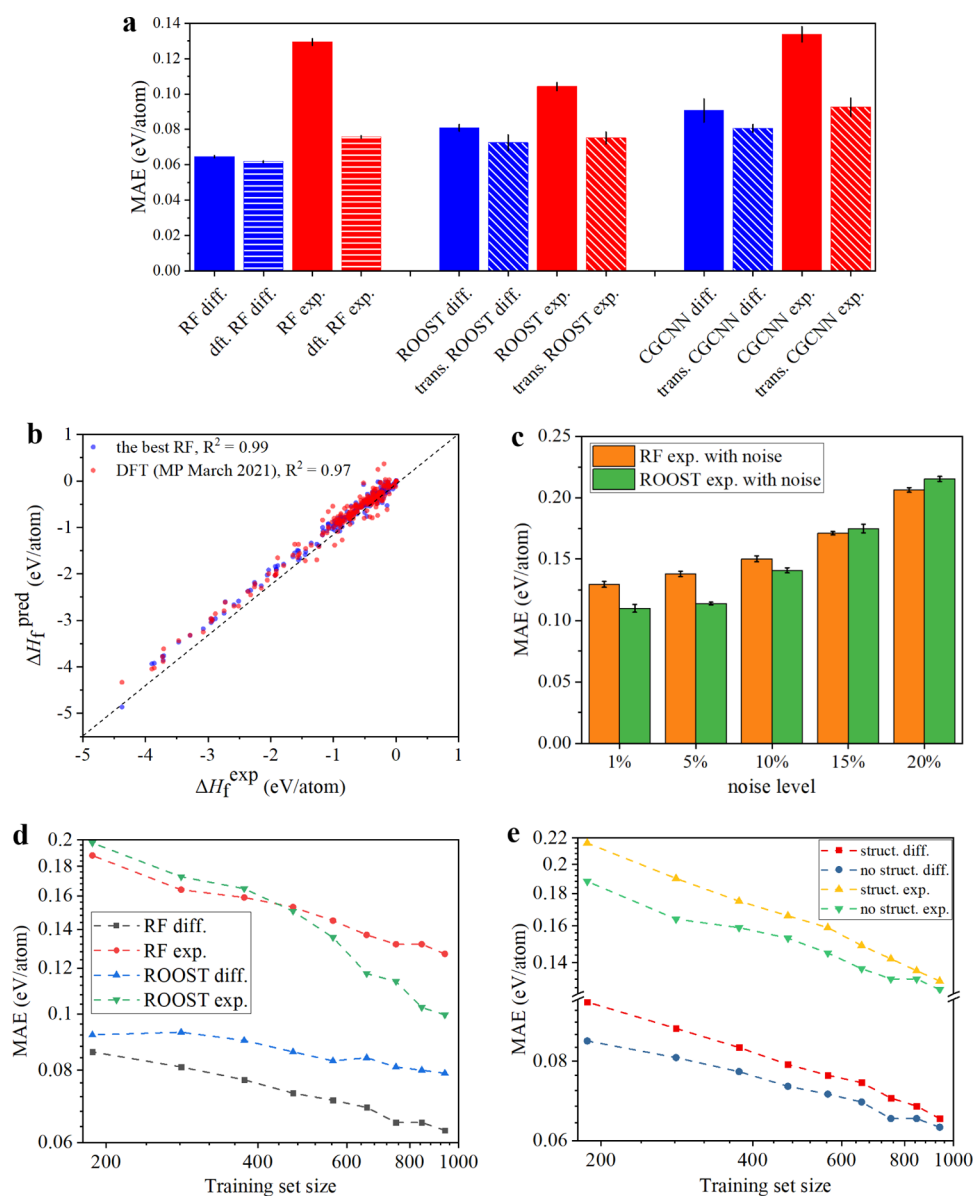 a
0.14
0.12
0.10
0.08
0.06
0.04
0.02
0.00
MAE (eV/atom)
RF diff.
dft. RF diff.
RF exp.
dft. RF exp.
ROOST diff.
trans. ROOST diff.
ROOST exp.
trans. ROOST exp.
CGCNN diff.
trans. CGCNN diff.
CGCNN exp.
trans. CGCNN exp.
b
the best RF, R² = 0.99
DFT (MP March 2021), R² = 0.97
1
0
-1
-2
-3
-4
-5
ΔH_f^pred (eV/atom)
-5 -4 -3 -2 -1 0 1
ΔH_f^exp (eV/atom)
c
RF exp. with noise
ROOST exp. with noise
0.25
0.20
0.15
0.10
0.05
0.00
MAE (eV/atom)
1% 5% 10% 15% 20%
noise level
d
0.2
0.18
0.16
0.14
0.12
0.1
0.08
0.06
MAE (eV/atom)
RF diff.
RF exp.
ROOST diff.
ROOST exp.
200 400 600 800 1000
Training set size
e
0.22
0.2
0.18
0.16
0.14
0.08
0.06
MAE (eV/atom)
struct. diff.
no struct. diff.
struct. exp.
no struct. exp.
200 400 600 800 1000
Training set size